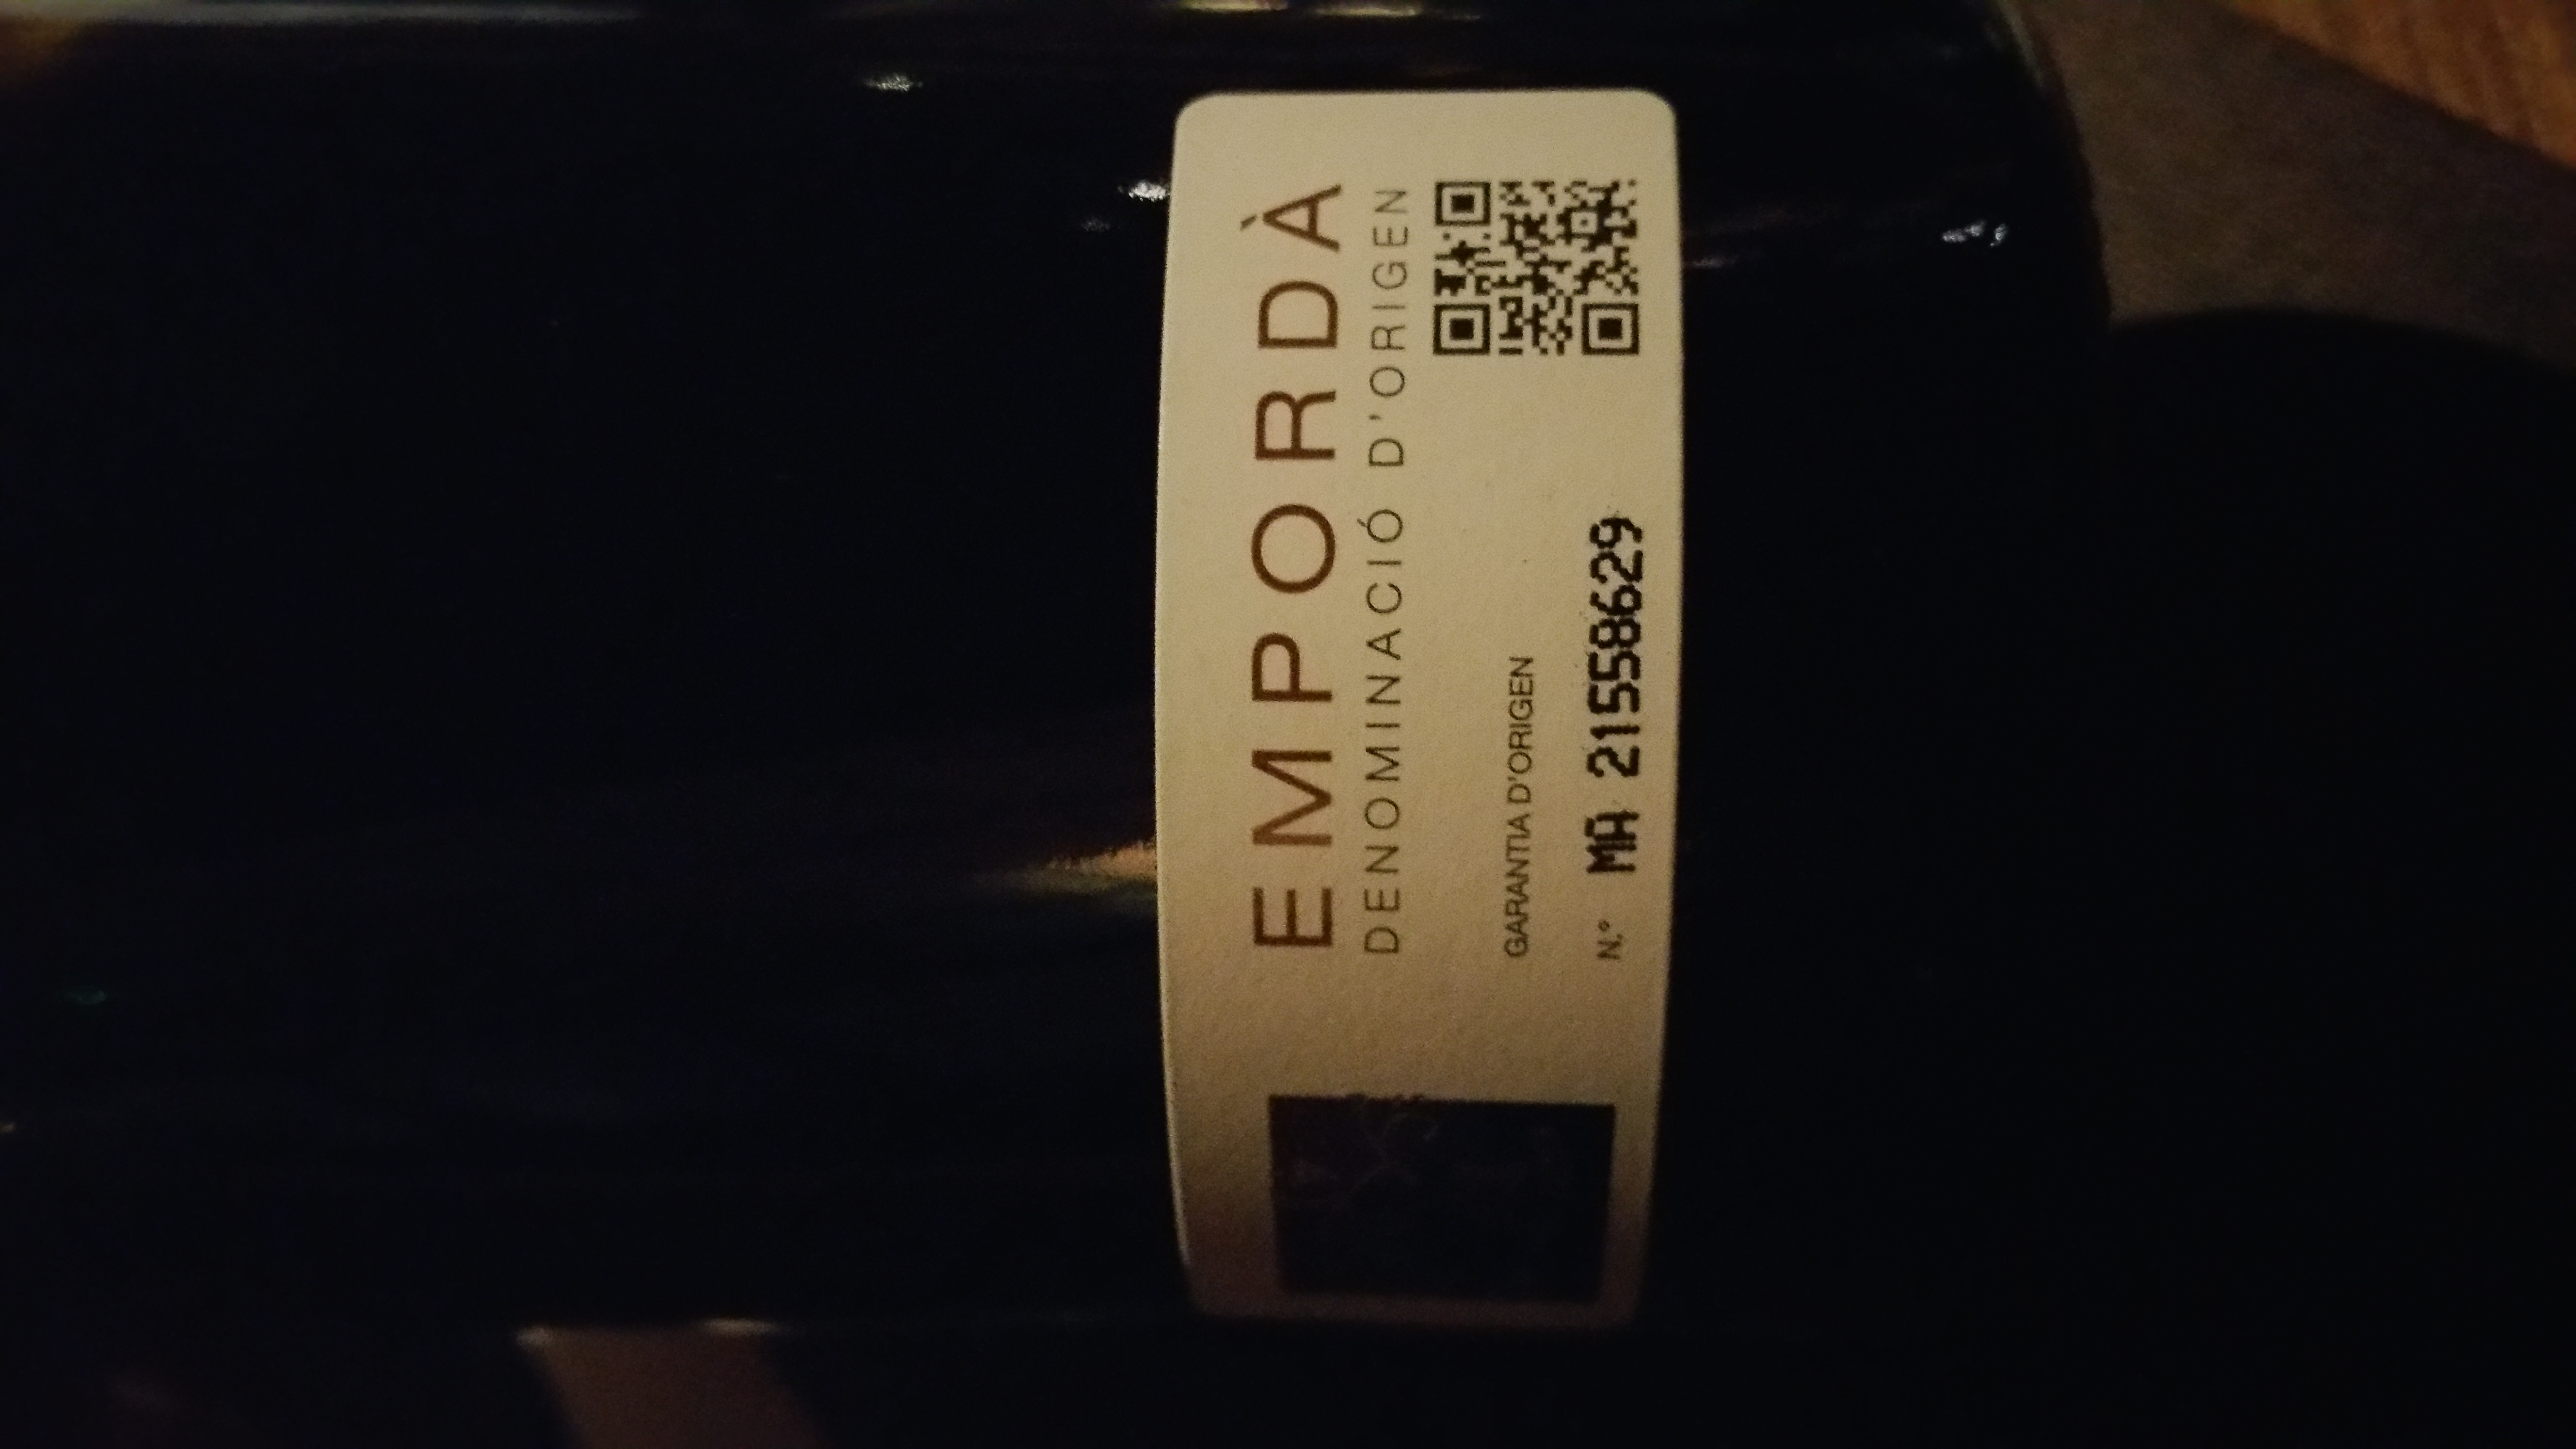 EMPORDÀ
DENOMINACIÓ D'ORIGEN
GARANTIA D'ORIGEN
N.º MA 21558629